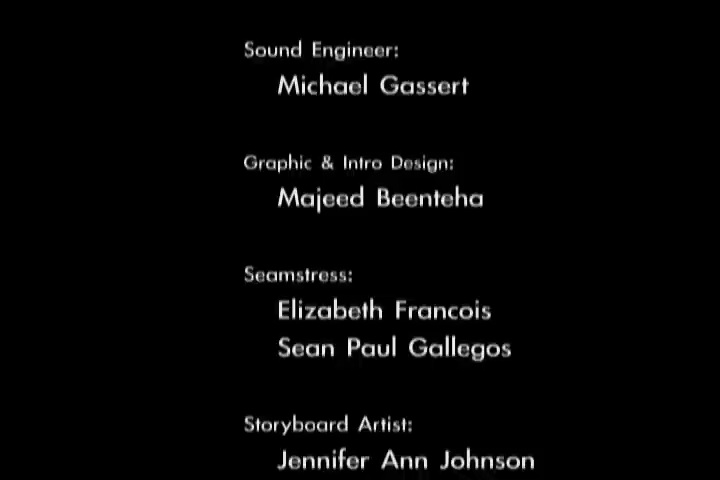 Sound Engineer:
Michael Gassert
Graphic & Intro Design:
Majeed Beenteha
Seamstress:
Elizabeth Francois
Sean Paul Gallegos
Storyboard Artist:
Jennifer Ann Johnson